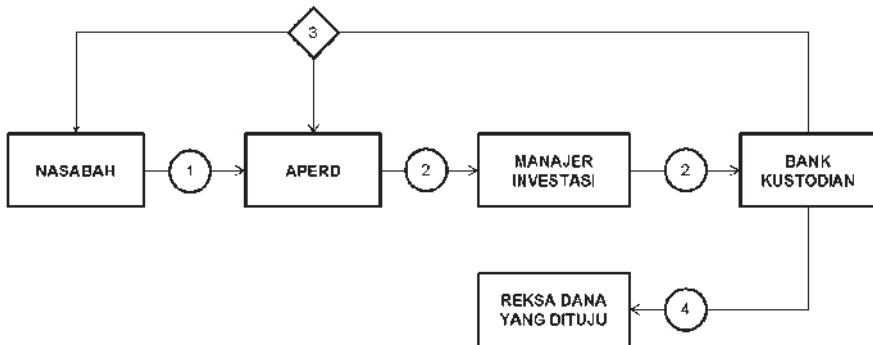 3
NASABAH
1
APERD
2
MANAJER
INVESTASI
2
BANK
KUSTODIAN
REKSA DANA
YANG DITUJU
4